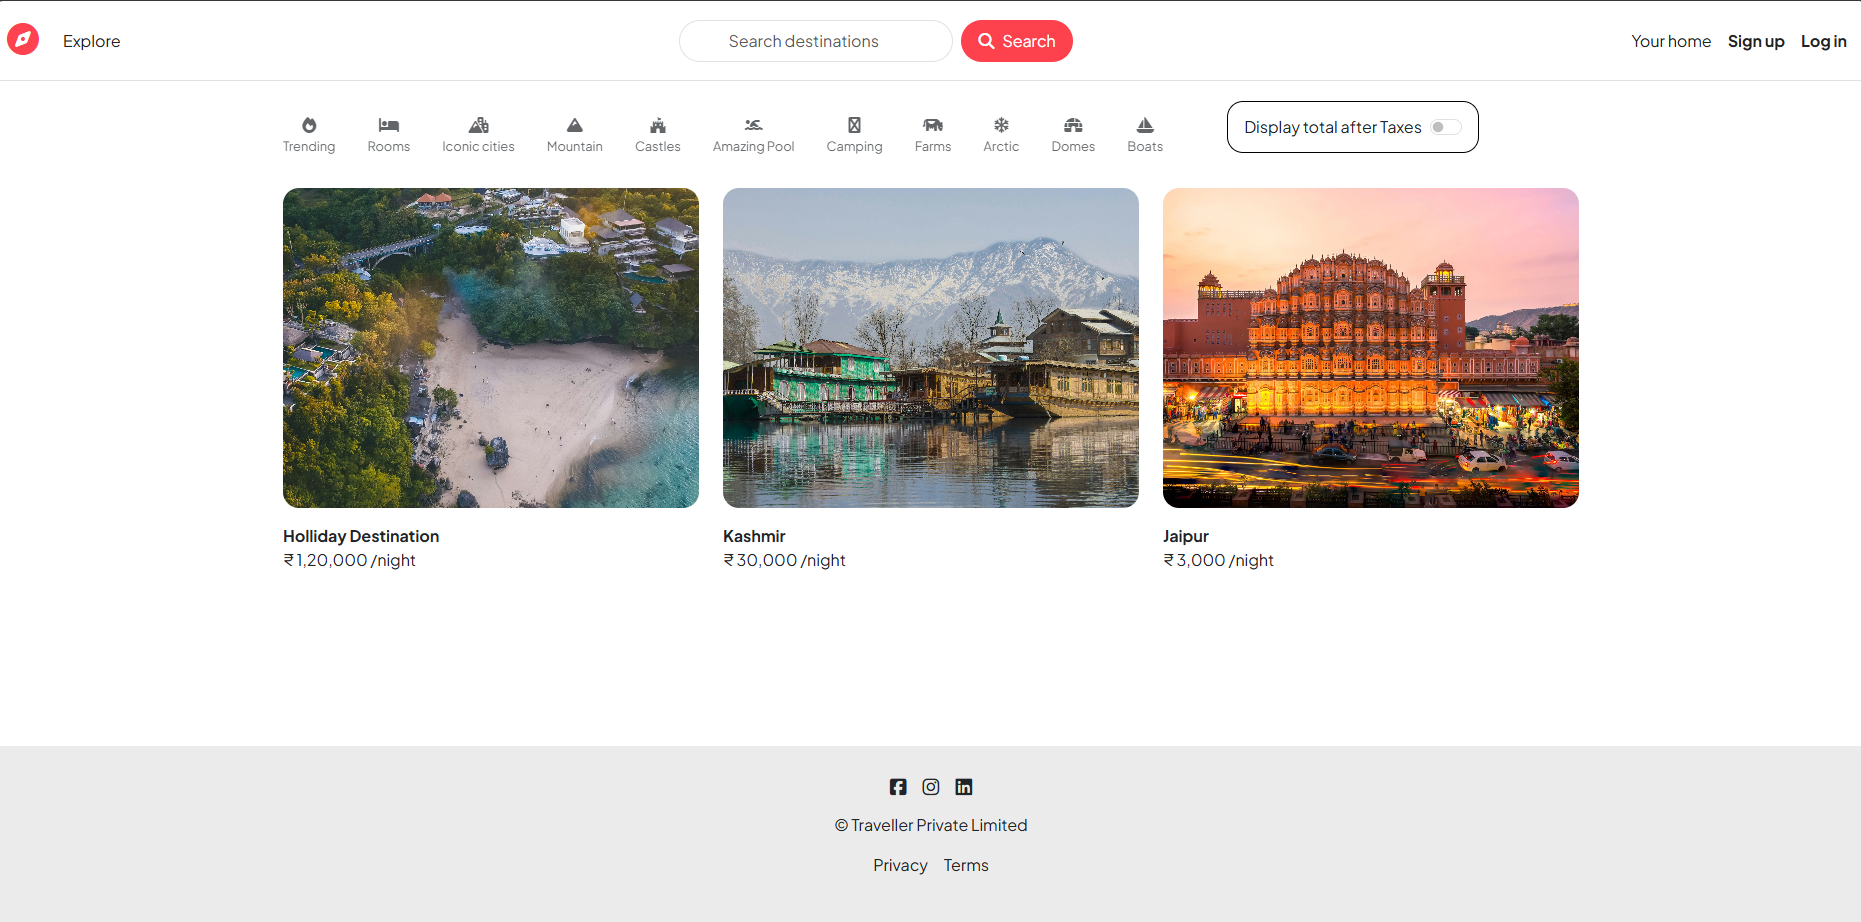 Explore
Search destinations
Search
Your home
Sign up
Log in
Trending
Rooms
Iconic cities
Mountain
Castles
Amazing Pool
Camping
Farms
Arctic
Domes
Boats
Display total after Taxes
Holliday Destination
₹ 1,20,000 /night
Kashmir
₹ 30,000 /night
Jaipur
₹ 3,000 /night
© Traveller Private Limited
Privacy
Terms